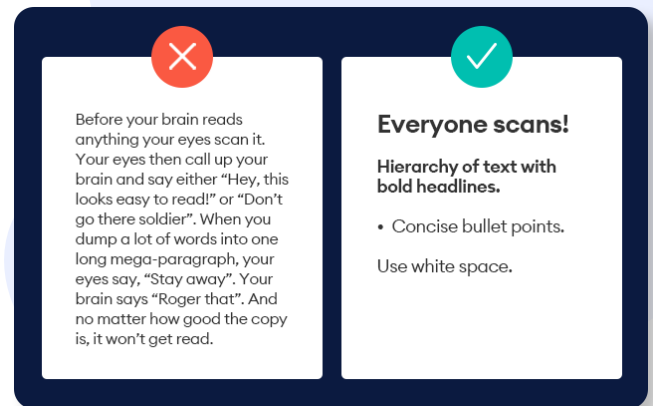 Before your brain reads
anything your eyes scan it.
Your eyes then call up your
brain and say either “Hey, this
looks easy to read!” or “Don’t
go there soldier”. When you
dump a lot of words into one
long mega-paragraph, your
eyes say, “Stay away”. Your
brain says “Roger that”. And
no matter how good the copy
is, it won’t get read.
Everyone scans!
Hierarchy of text with
bold headlines.
• Concise bullet points.
Use white space.